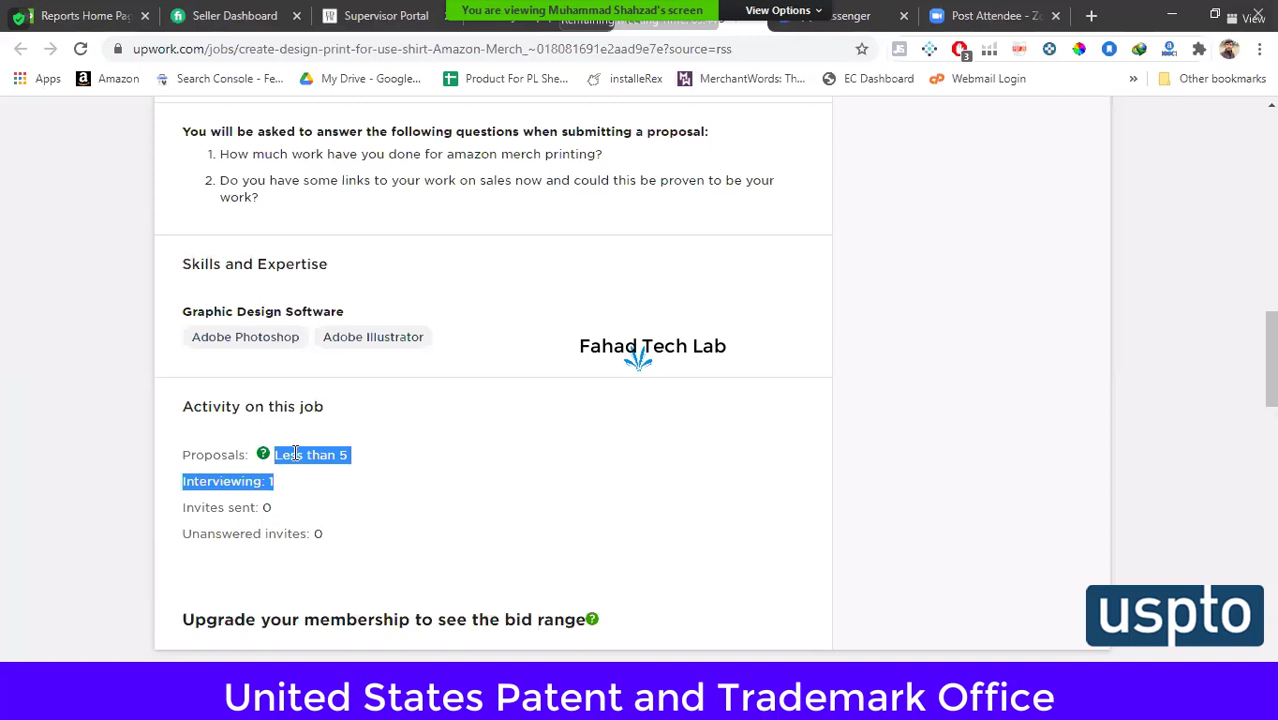 You are viewing Muhammad Shahzad's screen
View Options
Reports Home Pa
Seller Dashboard
Supervisor Portal
essenger
Post Attendee - Zo
View
upwork.com/jobs/create-design-print-for-use-shirt-Amazon-Merch_~018081691e2aad9e7e?source=rss
3
Apps
Amazon
Search Console - Fe...
My Drive - Google...
Product For PL She...
installeRex
MerchantWords: Th...
EC Dashboard
Webmail Login
»
Other bookmarks
You will be asked to answer the following questions when submitting a proposal:
1. How much work have you done for amazon merch printing?
2. Do you have some links to your work on sales now and could this be proven to be your
work?
Skills and Expertise
Graphic Design Software
Adobe Photoshop Adobe Illustrator
Fahad Tech Lab
Activity on this job
Proposals: ? Less than 5
Interviewing: 1
Invites sent: 0
Unanswered invites: 0
Upgrade your membership to see the bid range ?
uspto
United States Patent and Trademark Office